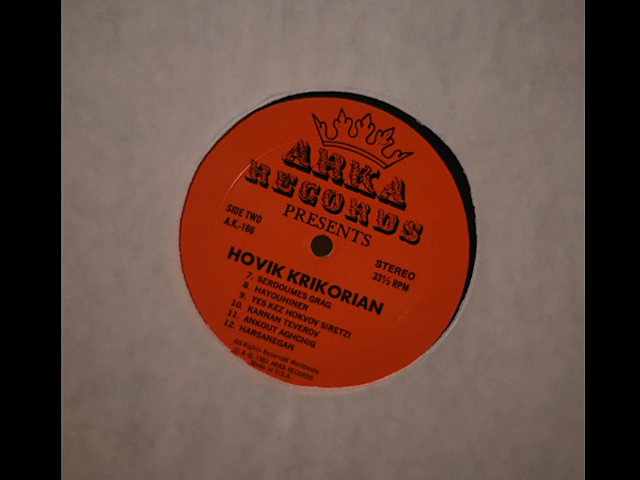 ARKA
RECORDS
PRESENTS
SIDE TWO
A.K.-186
STEREO
33⅓ RPM
HOVIK KRIKORIAN
7. SERDOUMES GRAG
8. HAYOUHINER
9. YES KEZ HOKVOV SIRETZI
10. KARNAN TEVEROV
11. ANKOUT AGHCHIG
12. HARSANEGAN
All Rights Reserved Worldwide
ARKA RECORDS
Made in U.S.A.